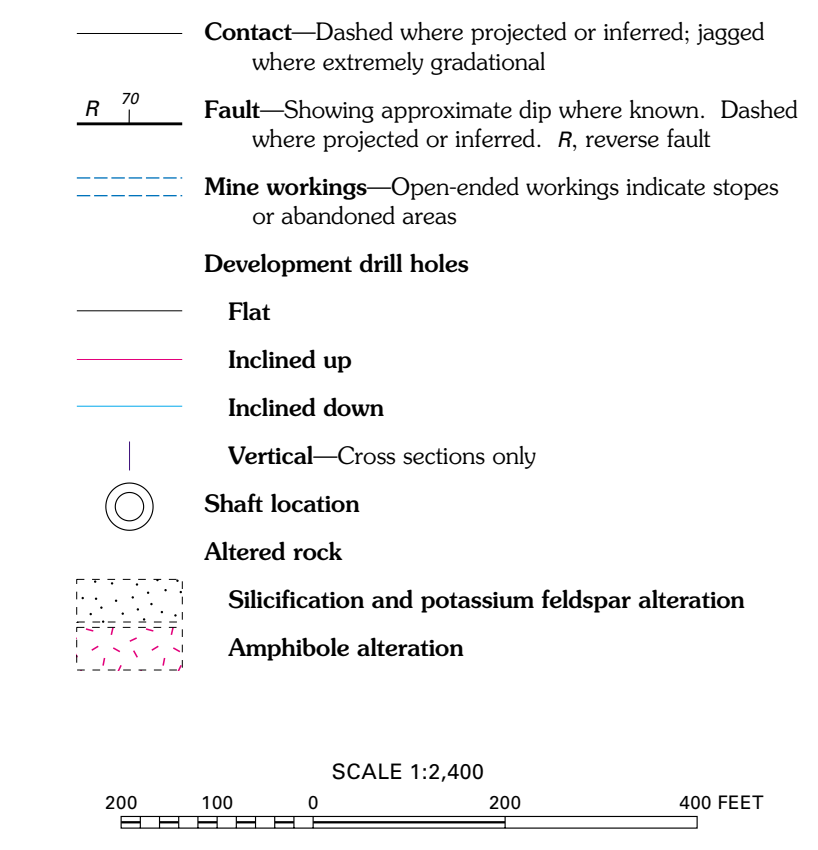 Contact—Dashed where projected or inferred; jagged
where extremely gradational
R 70
Fault—Showing approximate dip where known. Dashed
where projected or inferred. R, reverse fault
Mine workings—Open-ended workings indicate stopes
or abandoned areas
Development drill holes
Flat
Inclined up
Inclined down
Vertical—Cross sections only
Shaft location
Altered rock
Silicification and potassium feldspar alteration
Amphibole alteration
SCALE 1:2,400
200 100 0 200 400 FEET